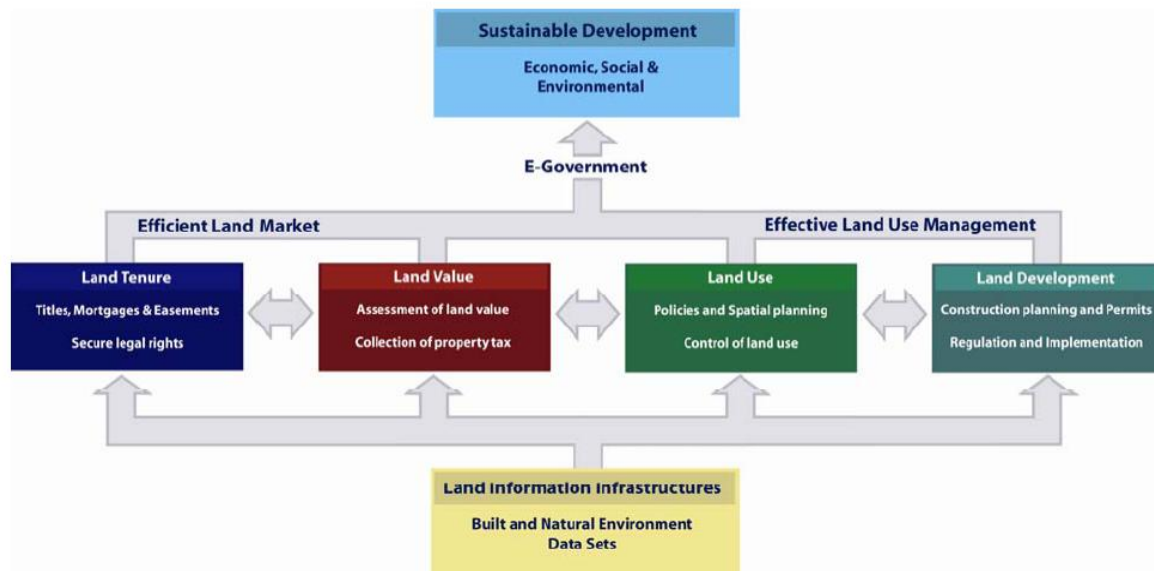 Sustainable Development
Economic, Social &
Environmental
E-Government
Efficient Land Market
Effective Land Use Management
Land Tenure
Titles, Mortgages & Easements
Secure legal rights
Land Value
Assessment of land value
Collection of property tax
Land Use
Policies and Spatial planning
Control of land use
Land Development
Construction planning and Permits
Regulation and Implementation
Land Information Infrastructures
Built and Natural Environment
Data Sets